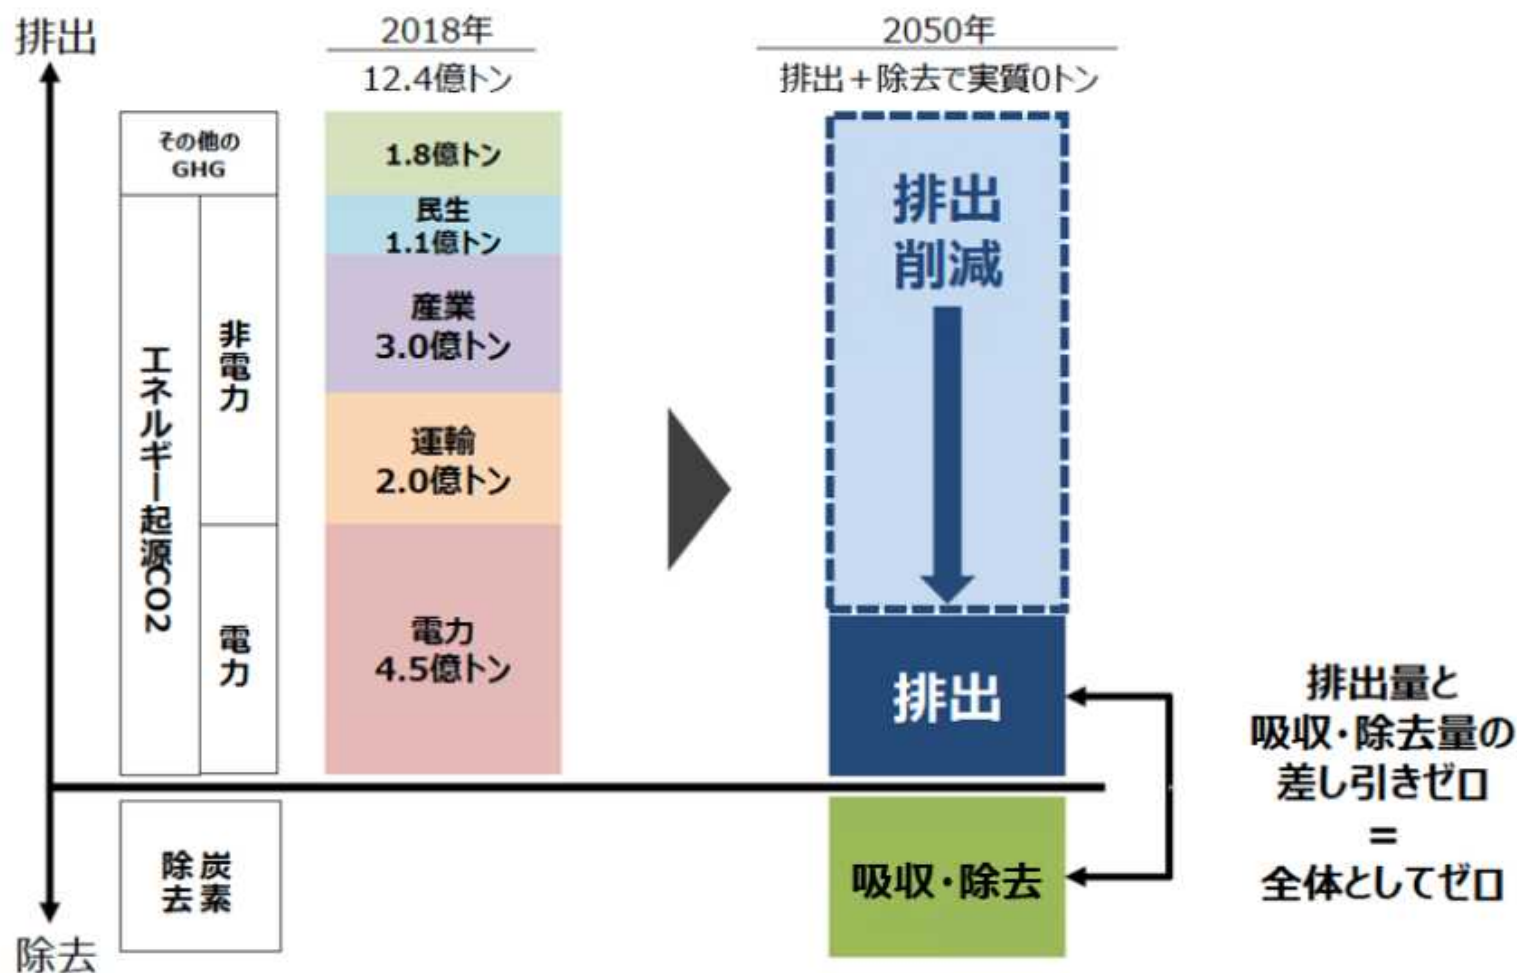 排出
2018年
12.4億トン
2050年
排出+除去で実質0トン
その他の
GHG
エネルギー起源CO2
非電力
電力
1.8億トン
民生
1.1億トン
産業
3.0億トン
運輸
2.0億トン
電力
4.5億トン
排出
削減
排出
排出量と
吸収・除去量の
差し引きゼロ
=
全体としてゼロ
炭素
除去
吸収・除去
除去